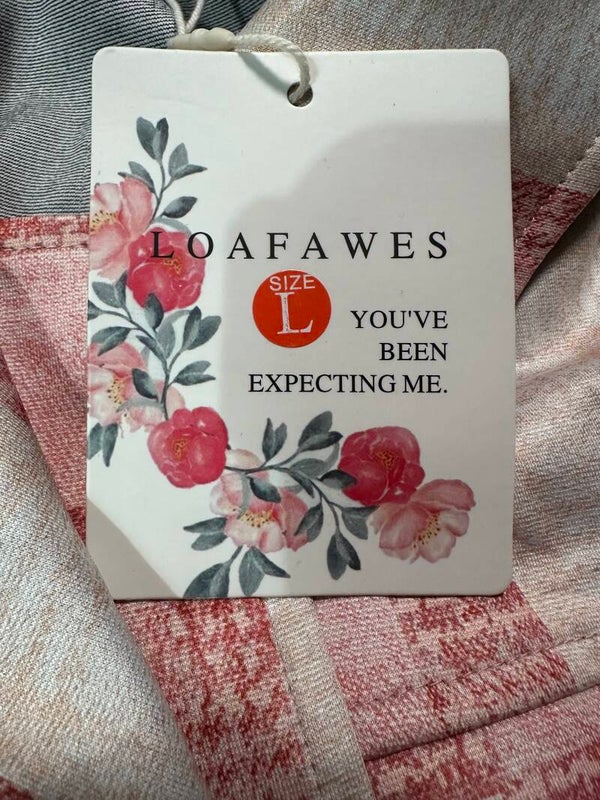 LOAFAWES
SIZE
L
YOU'VE
BEEN
EXPECTING ME.